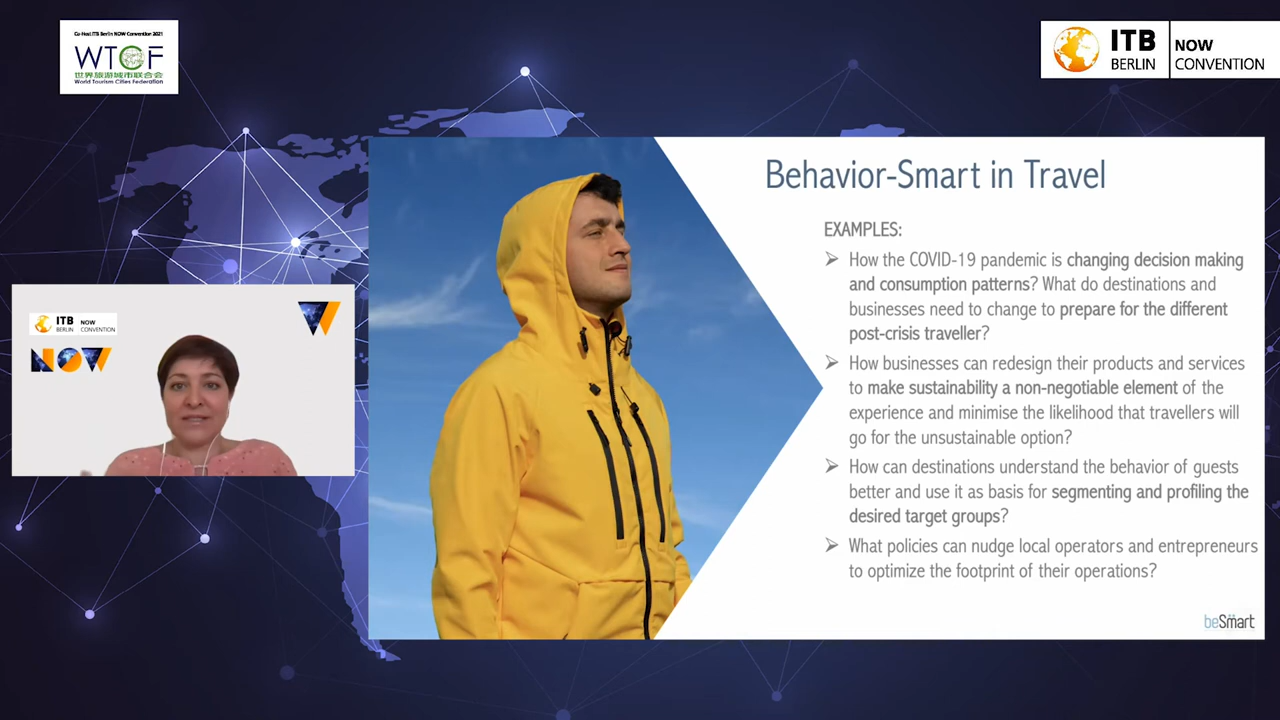 Co-Host ITB Berlin NOW Convention 2021
WTCF
世界旅游城市联合会
World Tourism Cities Federation
ITB
BERLIN
NOW
CONVENTION
ITB
BERLIN
NOW
CONVENTION
NOW
Behavior-Smart in Travel
EXAMPLES:
How the COVID-19 pandemic is changing decision making
and consumption patterns? What do destinations and
businesses need to change to prepare for the different
post-crisis traveller?
How businesses can redesign their products and services
to make sustainability a non-negotiable element of the
experience and minimise the likelihood that travellers will
go for the unsustainable option?
How can destinations understand the behavior of guests
better and use it as basis for segmenting and profiling the
desired target groups?
What policies can nudge local operators and entrepreneurs
to optimize the footprint of their operations?
beSmart